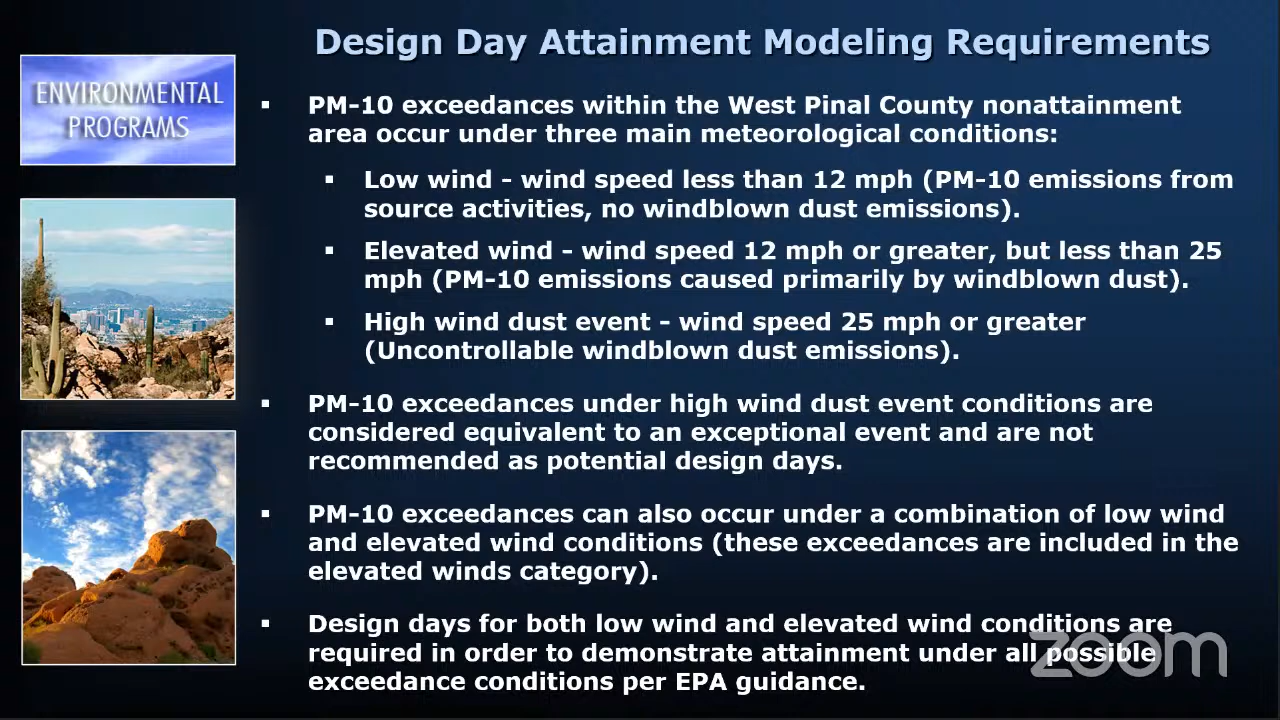 Design Day Attainment Modeling Requirements
ENVIRONMENTAL
PROGRAMS
▪ PM-10 exceedances within the West Pinal County nonattainment
area occur under three main meteorological conditions:
▪ Low wind - wind speed less than 12 mph (PM-10 emissions from
source activities, no windblown dust emissions).
▪ Elevated wind - wind speed 12 mph or greater, but less than 25
mph (PM-10 emissions caused primarily by windblown dust).
▪ High wind dust event - wind speed 25 mph or greater
(Uncontrollable windblown dust emissions).
▪ PM-10 exceedances under high wind dust event conditions are
considered equivalent to an exceptional event and are not
recommended as potential design days.
▪ PM-10 exceedances can also occur under a combination of low wind
and elevated wind conditions (these exceedances are included in the
elevated winds category).
▪ Design days for both low wind and elevated wind conditions are
required in order to demonstrate attainment under all possible
exceedance conditions per EPA guidance.
zoom